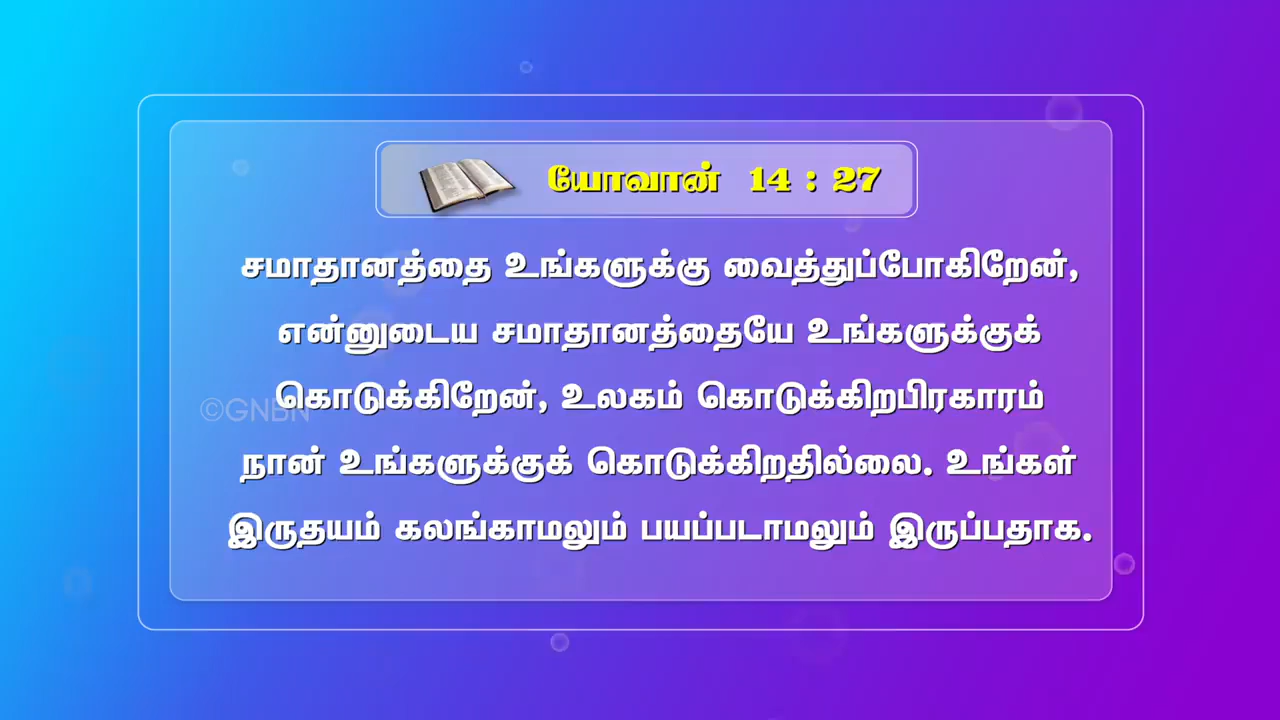 யோவான் 14 : 27
சமாதானத்தை உங்களுக்கு வைத்துப்போகிறேன்,
என்னுடைய சமாதானத்தையே உங்களுக்குக்
கொடுக்கிறேன், உலகம் கொடுக்கிறபிரகாரம்
©GNBN
நான் உங்களுக்குக் கொடுக்கிறதில்லை. உங்கள்
இருதயம் கலங்காமலும் பயப்படாமலும் இருப்பதாக.